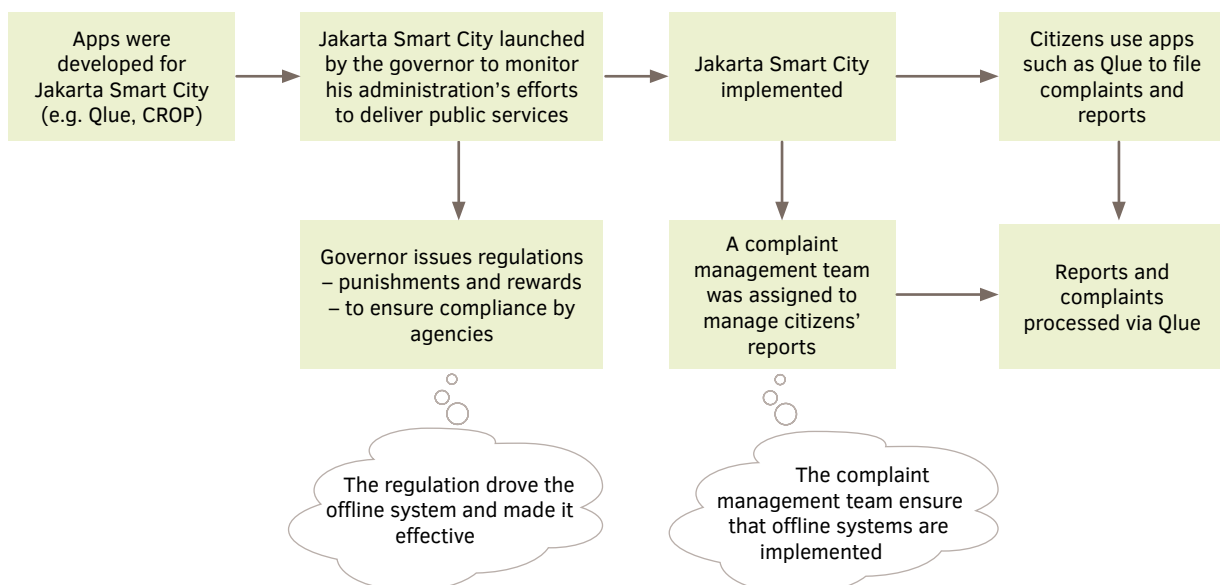 Apps were
developed for
Jakarta Smart City
(e.g. Qlue, CROP)
Jakarta Smart City launched
by the governor to monitor
his administration’s efforts
to deliver public services
Jakarta Smart City
implemented
Citizens use apps
such as Qlue to file
complaints and
reports
Governor issues regulations
– punishments and rewards
– to ensure compliance by
agencies
A complaint
management team
was assigned to
manage citizens’
reports
Reports and
complaints
processed via Qlue
The regulation drove the
offline system and made it
effective
The complaint
management team ensure
that offline systems are
implemented